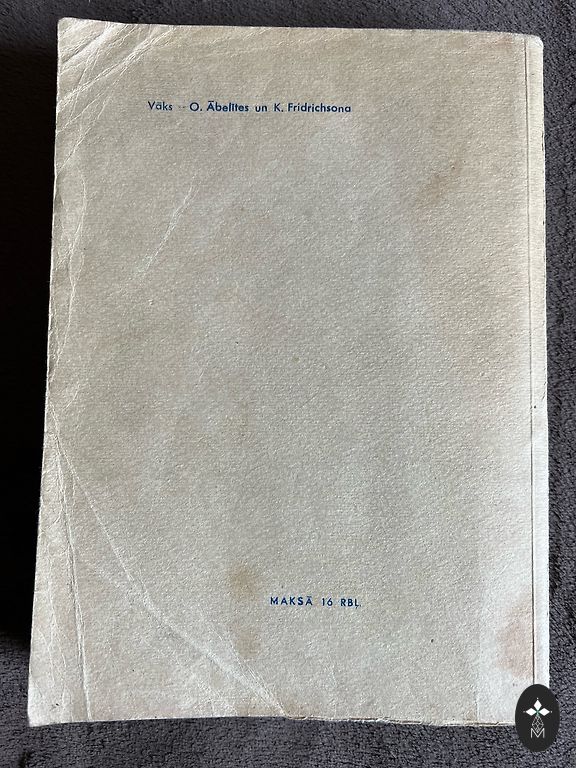 Vāks -- O. Ābelītes un K. Fridrichsona
MAKSĀ 16 RBL.
M